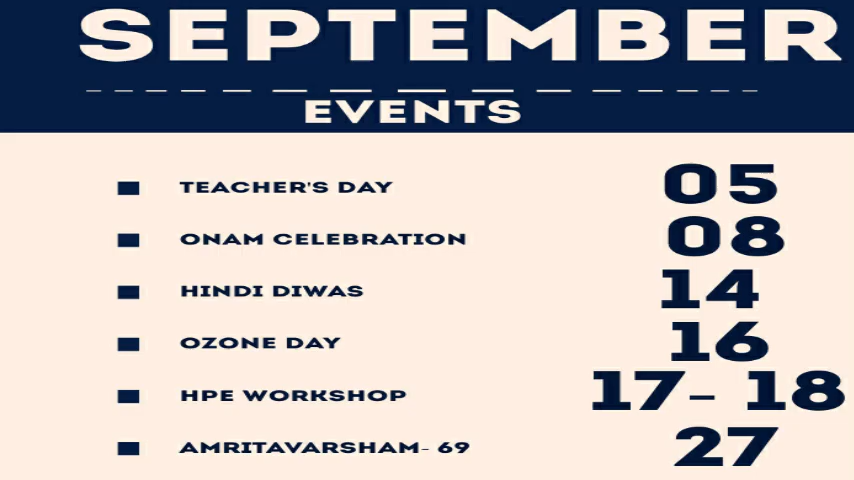 SEPTEMBER
EVENTS
TEACHER'S DAY 05
ONAM CELEBRATION 08
HINDI DIWAS 14
OZONE DAY 16
HPE WORKSHOP 17- 18
AMRITAVARSHAM- 69 27